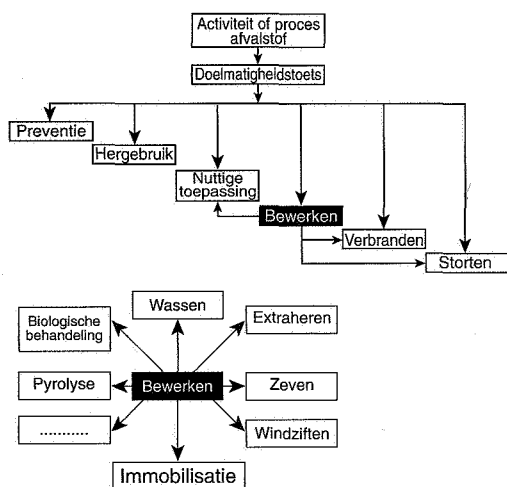 Activiteit of proces
afvalstof
Doelmatigheidstoets
Preventie
Hergebruik
Nuttige
toepassing
Bewerken
Verbranden
Storten
Wassen
Biologische
behandeling
Extraheren
Pyrolyse
Bewerken
Zeven
...........
Windziften
Immobilisatie